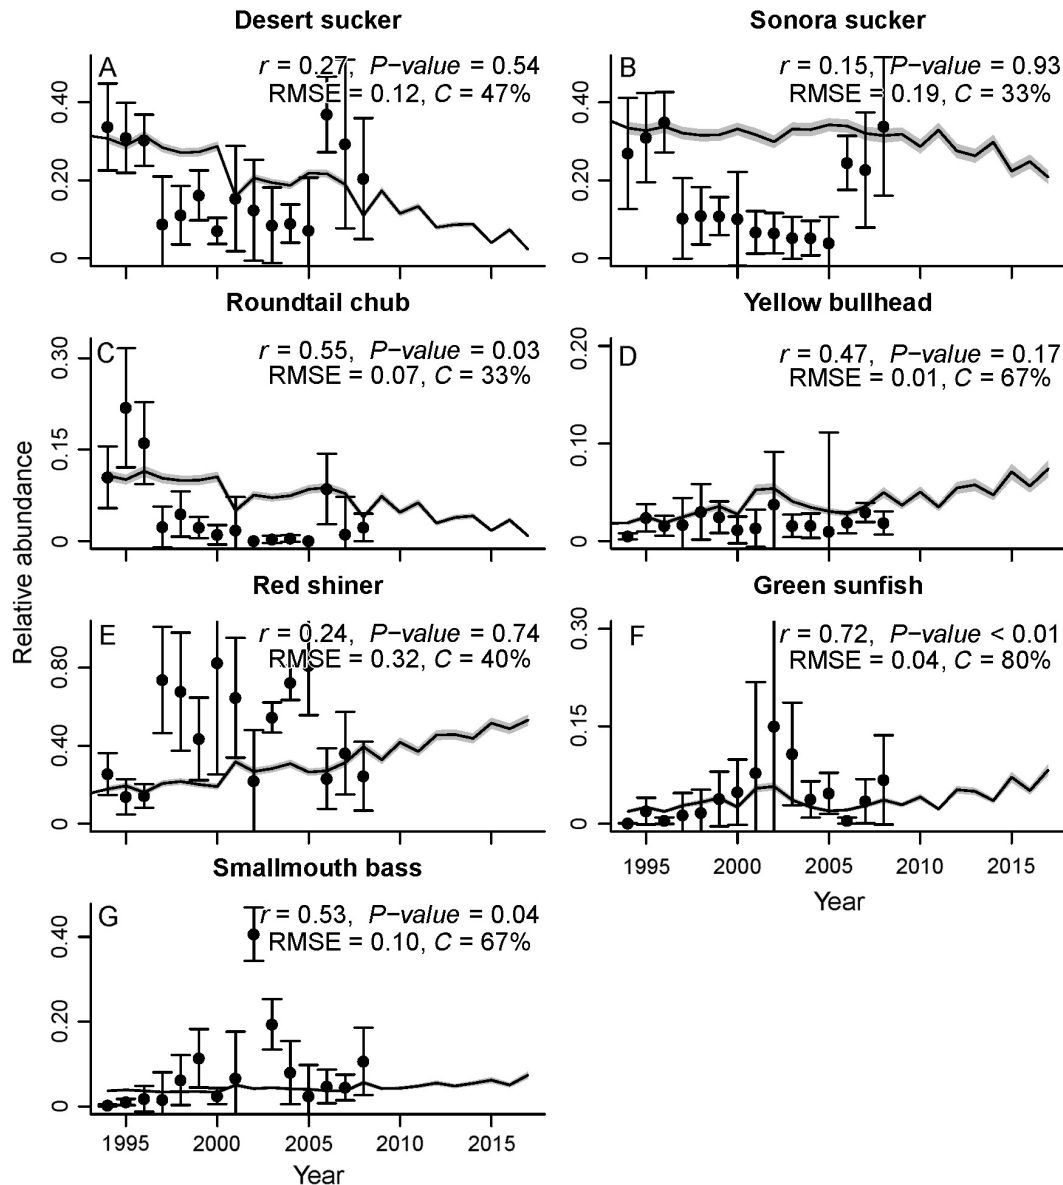 Desert sucker
A
r = 0.27, P−value = 0.54
RMSE = 0.12, C = 47%
0.40
0.20
0
Sonora sucker
B
r = 0.15, P−value = 0.93
RMSE = 0.19, C = 33%
0.40
0.20
0
Roundtail chub
C
r = 0.55, P−value = 0.03
RMSE = 0.07, C = 33%
0.30
0.15
0
Yellow bullhead
D
r = 0.47, P−value = 0.17
RMSE = 0.01, C = 67%
0.20
0.10
0
Relative abundance
Red shiner
E
r = 0.24, P−value = 0.74
RMSE = 0.32, C = 40%
0.80
0.40
0
Green sunfish
F
r = 0.72, P−value < 0.01
RMSE = 0.04, C = 80%
0.30
0.15
0
1995 2000 2005 2010 2015
Year
Smallmouth bass
G
r = 0.53, P−value = 0.04
RMSE = 0.10, C = 67%
0.40
0.20
0
1995 2000 2005 2010 2015
Year